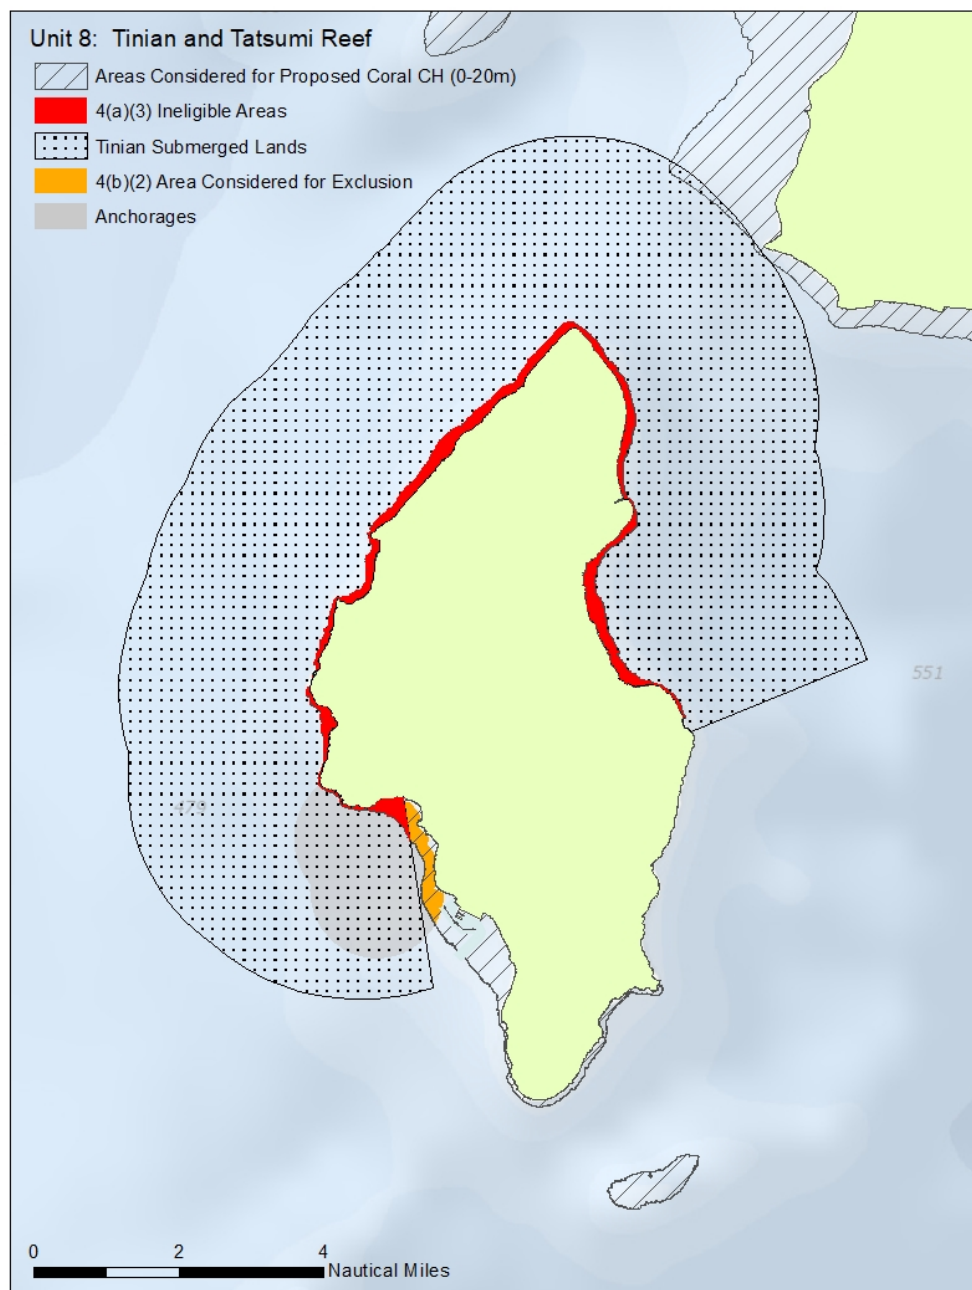 Unit 8: Tinian and Tatsumi Reef
Areas Considered for Proposed Coral CH (0-20m)
4(a)(3) Ineligible Areas
Tinian Submerged Lands
4(b)(2) Area Considered for Exclusion
Anchorages
551
479
0 2 4
Nautical Miles